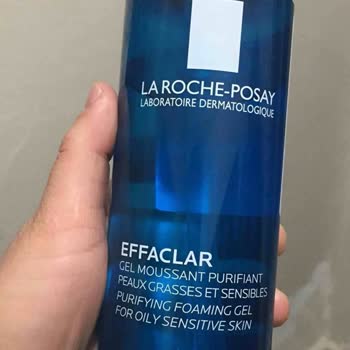 LA ROCHE-POSAY
LABORATOIRE DERMATOLOGIQUE
EFFACLAR
GEL MOUSSANT PURIFIANT
PEAUX GRASSES ET SENSIBLES
PURIFYING FOAMING GEL
FOR OILY SENSITIVE SKIN